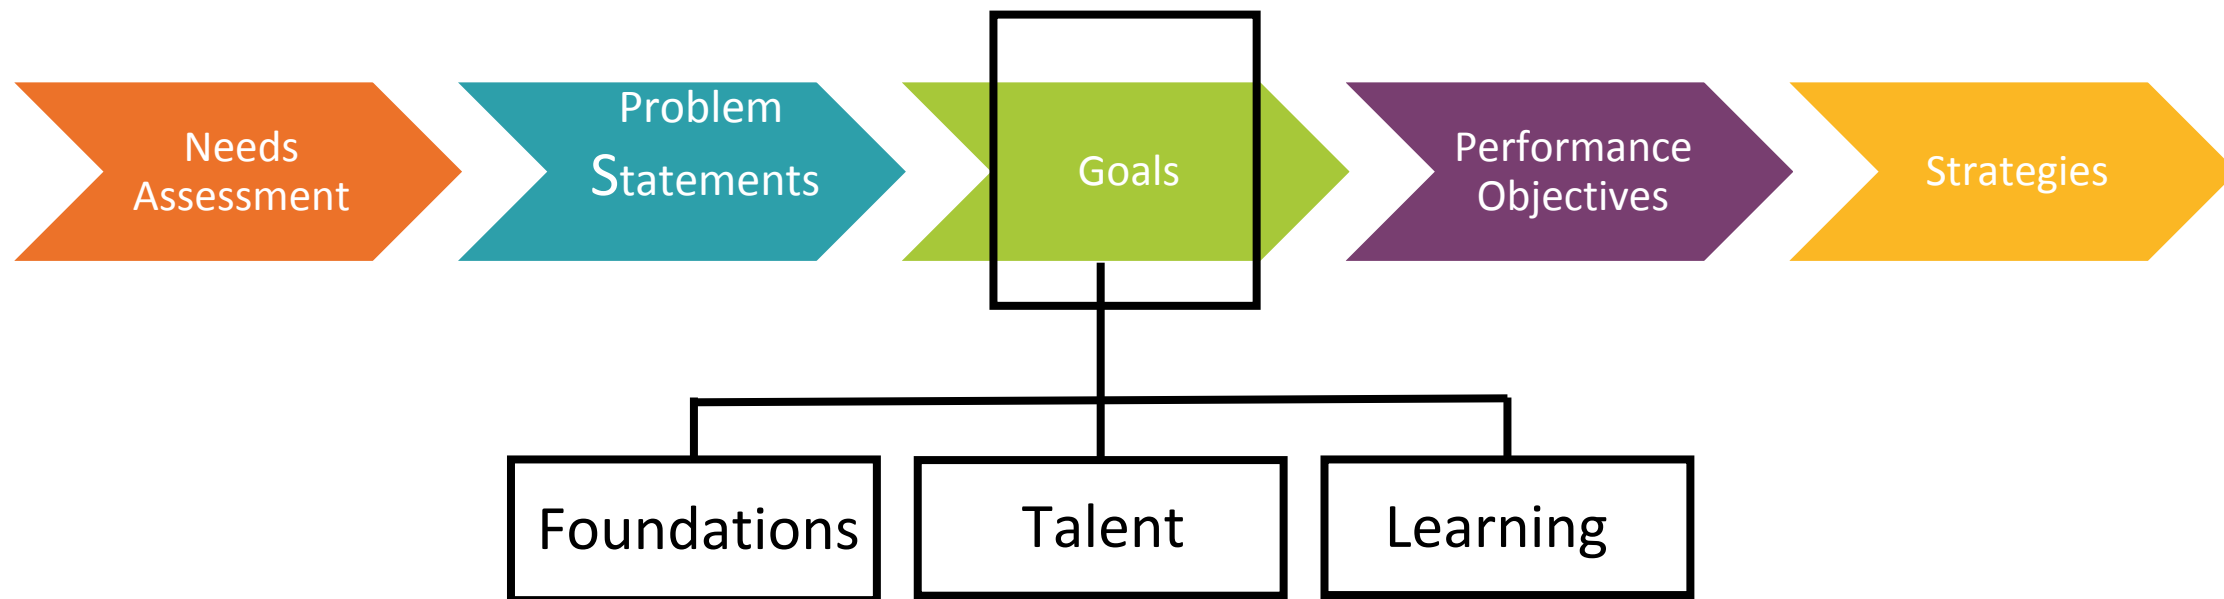 Needs
Assessment
Problem
Statements
Goals
Performance
Objectives
Strategies
Foundations
Talent
Learning